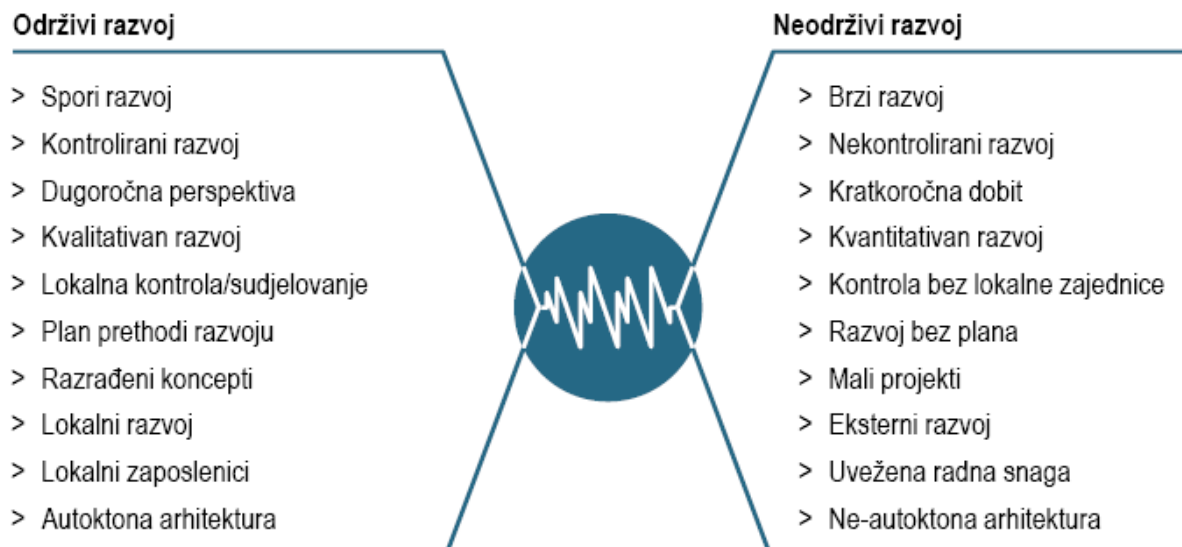 Održivi razvoj
> Spori razvoj
> Kontrolirani razvoj
> Dugoročna perspektiva
> Kvalitativan razvoj
> Lokalna kontrola/sudjelovanje
> Plan prethodi razvoju
> Razrađeni koncepti
> Lokalni razvoj
> Lokalni zaposlenici
> Autoktona arhitektura
Neodrživi razvoj
> Brzi razvoj
> Nekontrolirani razvoj
> Kratkoročna dobit
> Kvantitativan razvoj
> Kontrola bez lokalne zajednice
> Razvoj bez plana
> Mali projekti
> Eksterni razvoj
> Uvežena radna snaga
> Ne-autoktona arhitektura